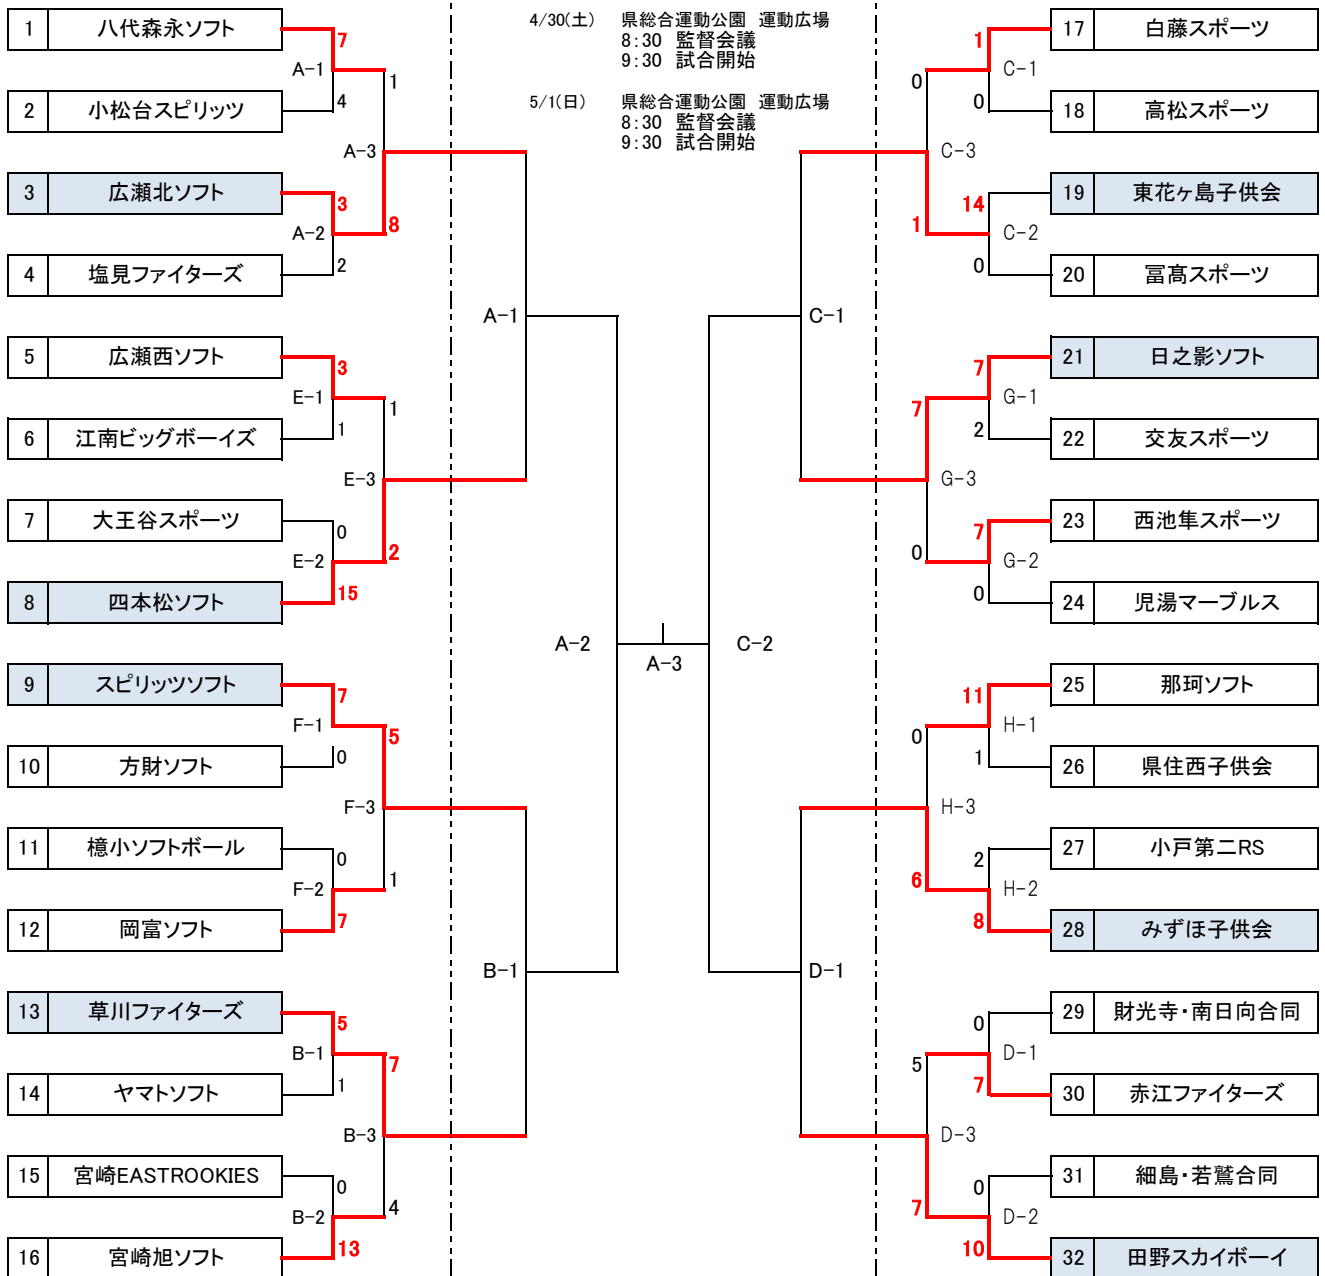 1 八代森永ソフト
7
A-1
1
4
2 小松台スピリッツ
A-3
3 広瀬北ソフト
3
8
A-2
2
4 塩見ファイターズ
A-1
5 広瀬西ソフト
3
E-1
1
1
6 江南ビッグボーイズ
E-3
7 大王谷スポーツ
0
2
E-2
15
8 四本松ソフト
A-2
9 スピリッツソフト
7
F-1
5
0
10 方財ソフト
F-3
11 檍小ソフトボール
0
1
F-2
7
12 岡富ソフト
B-1
13 草川ファイターズ
5
B-1
7
1
14 ヤマトソフト
B-3
15 宮崎EASTROOKIES
0
4
B-2
13
16 宮崎旭ソフト
4/30(土) 県総合運動公園 運動広場
8:30 監督会議
9:30 試合開始
5/1(日) 県総合運動公園 運動広場
8:30 監督会議
9:30 試合開始
A-3
17 白藤スポーツ
1
C-1
0
0
18 高松スポーツ
C-3
19 東花ヶ島子供会
14
1
C-2
0
20 冨髙スポーツ
C-1
21 日之影ソフト
7
G-1
7
2
22 交友スポーツ
G-3
23 西池隼スポーツ
7
0
G-2
0
24 児湯マーブルス
C-2
25 那珂ソフト
11
H-1
0
1
26 県住西子供会
H-3
27 小戸第二RS
2
6
H-2
8
28 みずほ子供会
D-1
29 財光寺・南日向合同
0
D-1
5
7
30 赤江ファイターズ
D-3
31 細島・若鷲合同
0
7
D-2
10
32 田野スカイボーイ